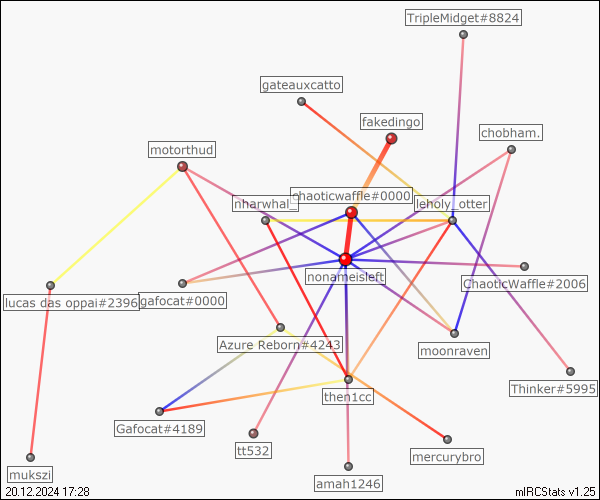 TripleMidget#8824
gateauxcatto
fakedingo
chobham.
motorthud
chaoticwaffle#0000
nharwhal_
leholy_otter
nonameisleft
ChaoticWaffle#2006
lucas das oppai#2396
gafocat#0000
Azure Reborn#4243
moonraven
Thinker#5995
then1cc
Gafocat#4189
tt532
mercurybro
mukszi
amah1246
20.12.2024 17:28
mIRCStats v1.25